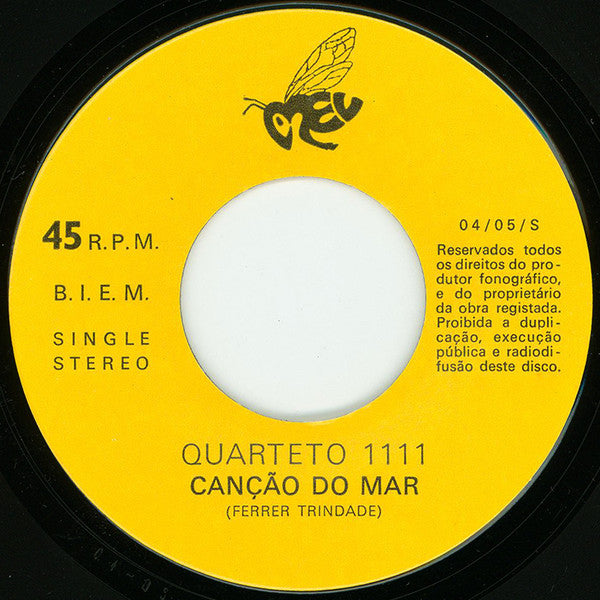 45 R.P.M.
B. I. E. M.
SINGLE
STEREO
04/05/S
Reservados todos
os direitos do pro-
dutor fonográfico,
e do proprietário
da obra registada.
Proibida a dupli-
cação, execução
pública e radiodi-
fusão deste disco.
QUARTETO 1111
CANÇÃO DO MAR
(FERRER TRINDADE)